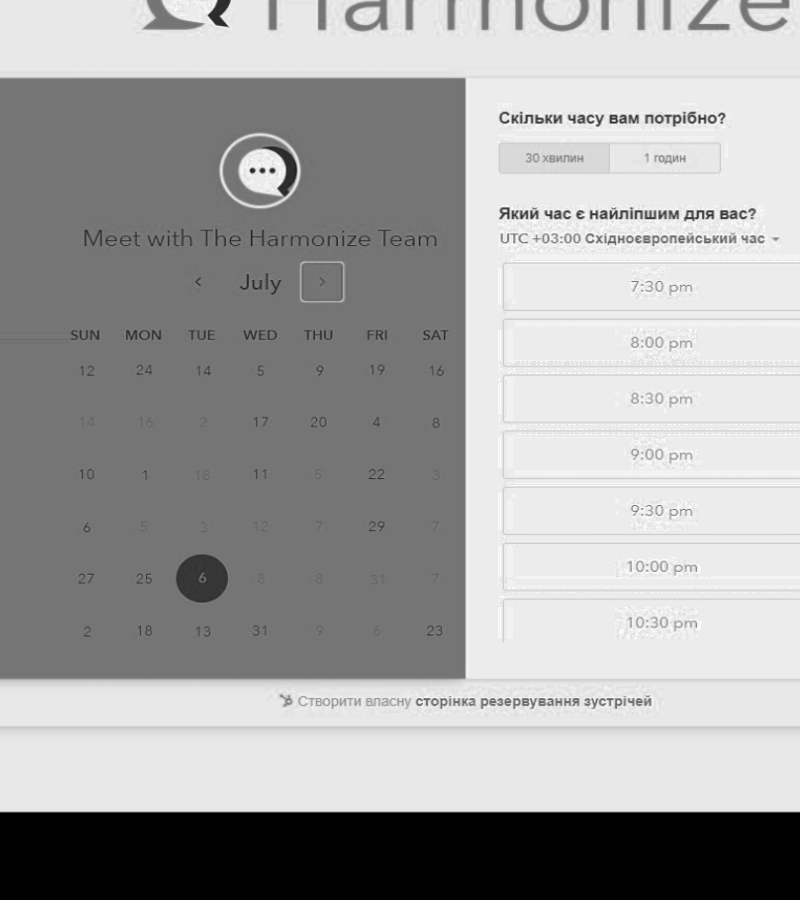 Harmonize
Meet with The Harmonize Team
July
SUN MON TUE WED THU FRI SAT
12 24 14 5 9 19 16
14 16 2 17 20 4 8
10 1 18 11 5 22 3
6 5 3 12 7 29 7
27 25 6 8 8 31 7
2 18 13 31 9 6 23
Скільки часу вам потрібно?
30 хвилин 1 годин
Який час є найліпшим для вас?
UTC +03:00 Східноєвропейський час
7:30 pm
8:00 pm
8:30 pm
9:00 pm
9:30 pm
10:00 pm
10:30 pm
Створити власну сторінка резервування зустрічей